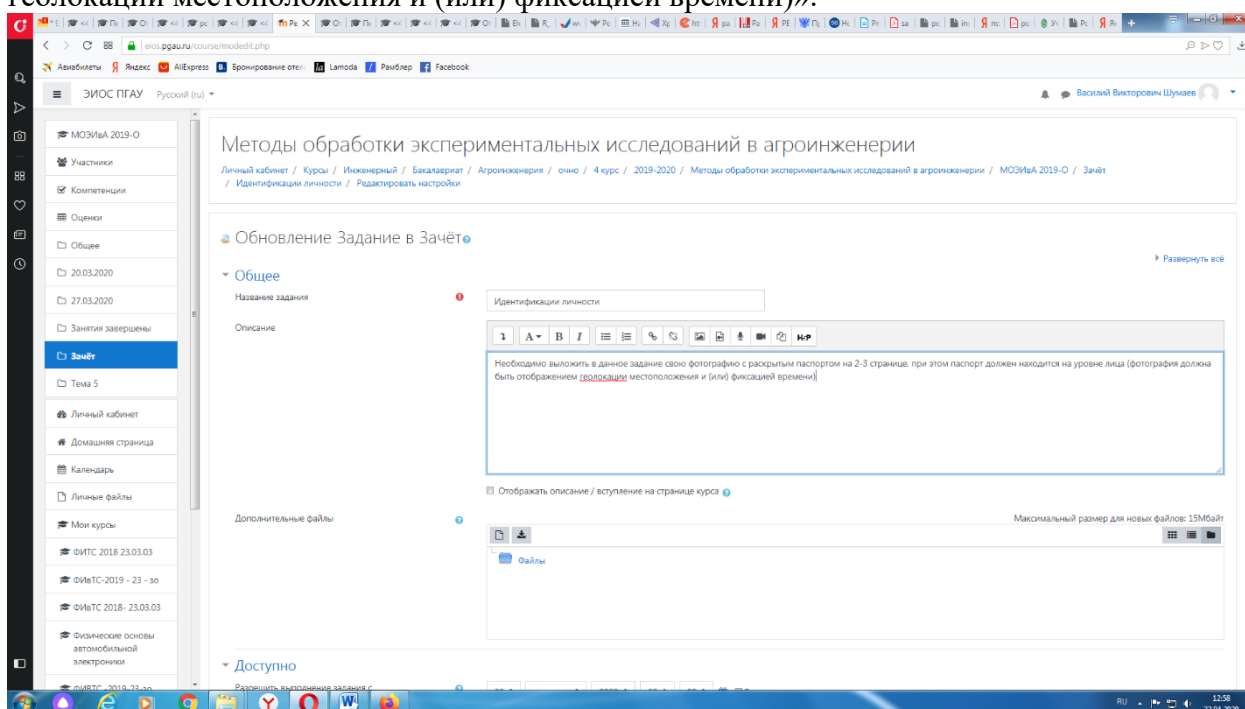 геолокации местоположения и (или) фиксацией времени)».
eios.pgau.ru/course/modedit.php
Авиабилеты Яндекс AliExpress Бронирование отел Lamoda Рамблер Facebook
ЭИОС ПГАУ Русский (ru)
Василий Викторович Шумаев
МОЭИвА 2019-О
Участники
Компетенции
Оценки
Общее
20.03.2020
27.03.2020
Занятия завершены
Зачёт
Тема 5
Личный кабинет
Домашняя страница
Календарь
Личные файлы
Мои курсы
ФИТС 2018 23.03.03
ФИвТС-2019 - 23 - зо
ФИвТС 2018- 23.03.03
Физические основы
автомобильной
электроники
ФИВТС -2019-23-зо
Методы обработки экспериментальных исследований в агроинженерии
Личный кабинет / Курсы / Инженерный / Бакалавриат / Агроинженерия / очно / 4 курс / 2019-2020 / Методы обработки экспериментальных исследований в агроинженерии / МОЭИвА 2019-О / Зачёт
/ Идентификации личности / Редактировать настройки
Обновление Задание в Зачёт
Развернуть всё
Общее
Название задания
Идентификации личности
Описание
A B I H-P
Необходимо выложить в данное задание свою фотографию с раскрытым паспортом на 2-3 странице. при этом паспорт должен находится на уровне лица (фотография должна
быть отображением геолокации местоположения и (или) фиксацией времени)
Отображать описание / вступление на странице курса
Дополнительные файлы
Максимальный размер для новых файлов: 15Мбайт
Файлы
Доступно
Разрешить выполнение задания с
RU 12:58